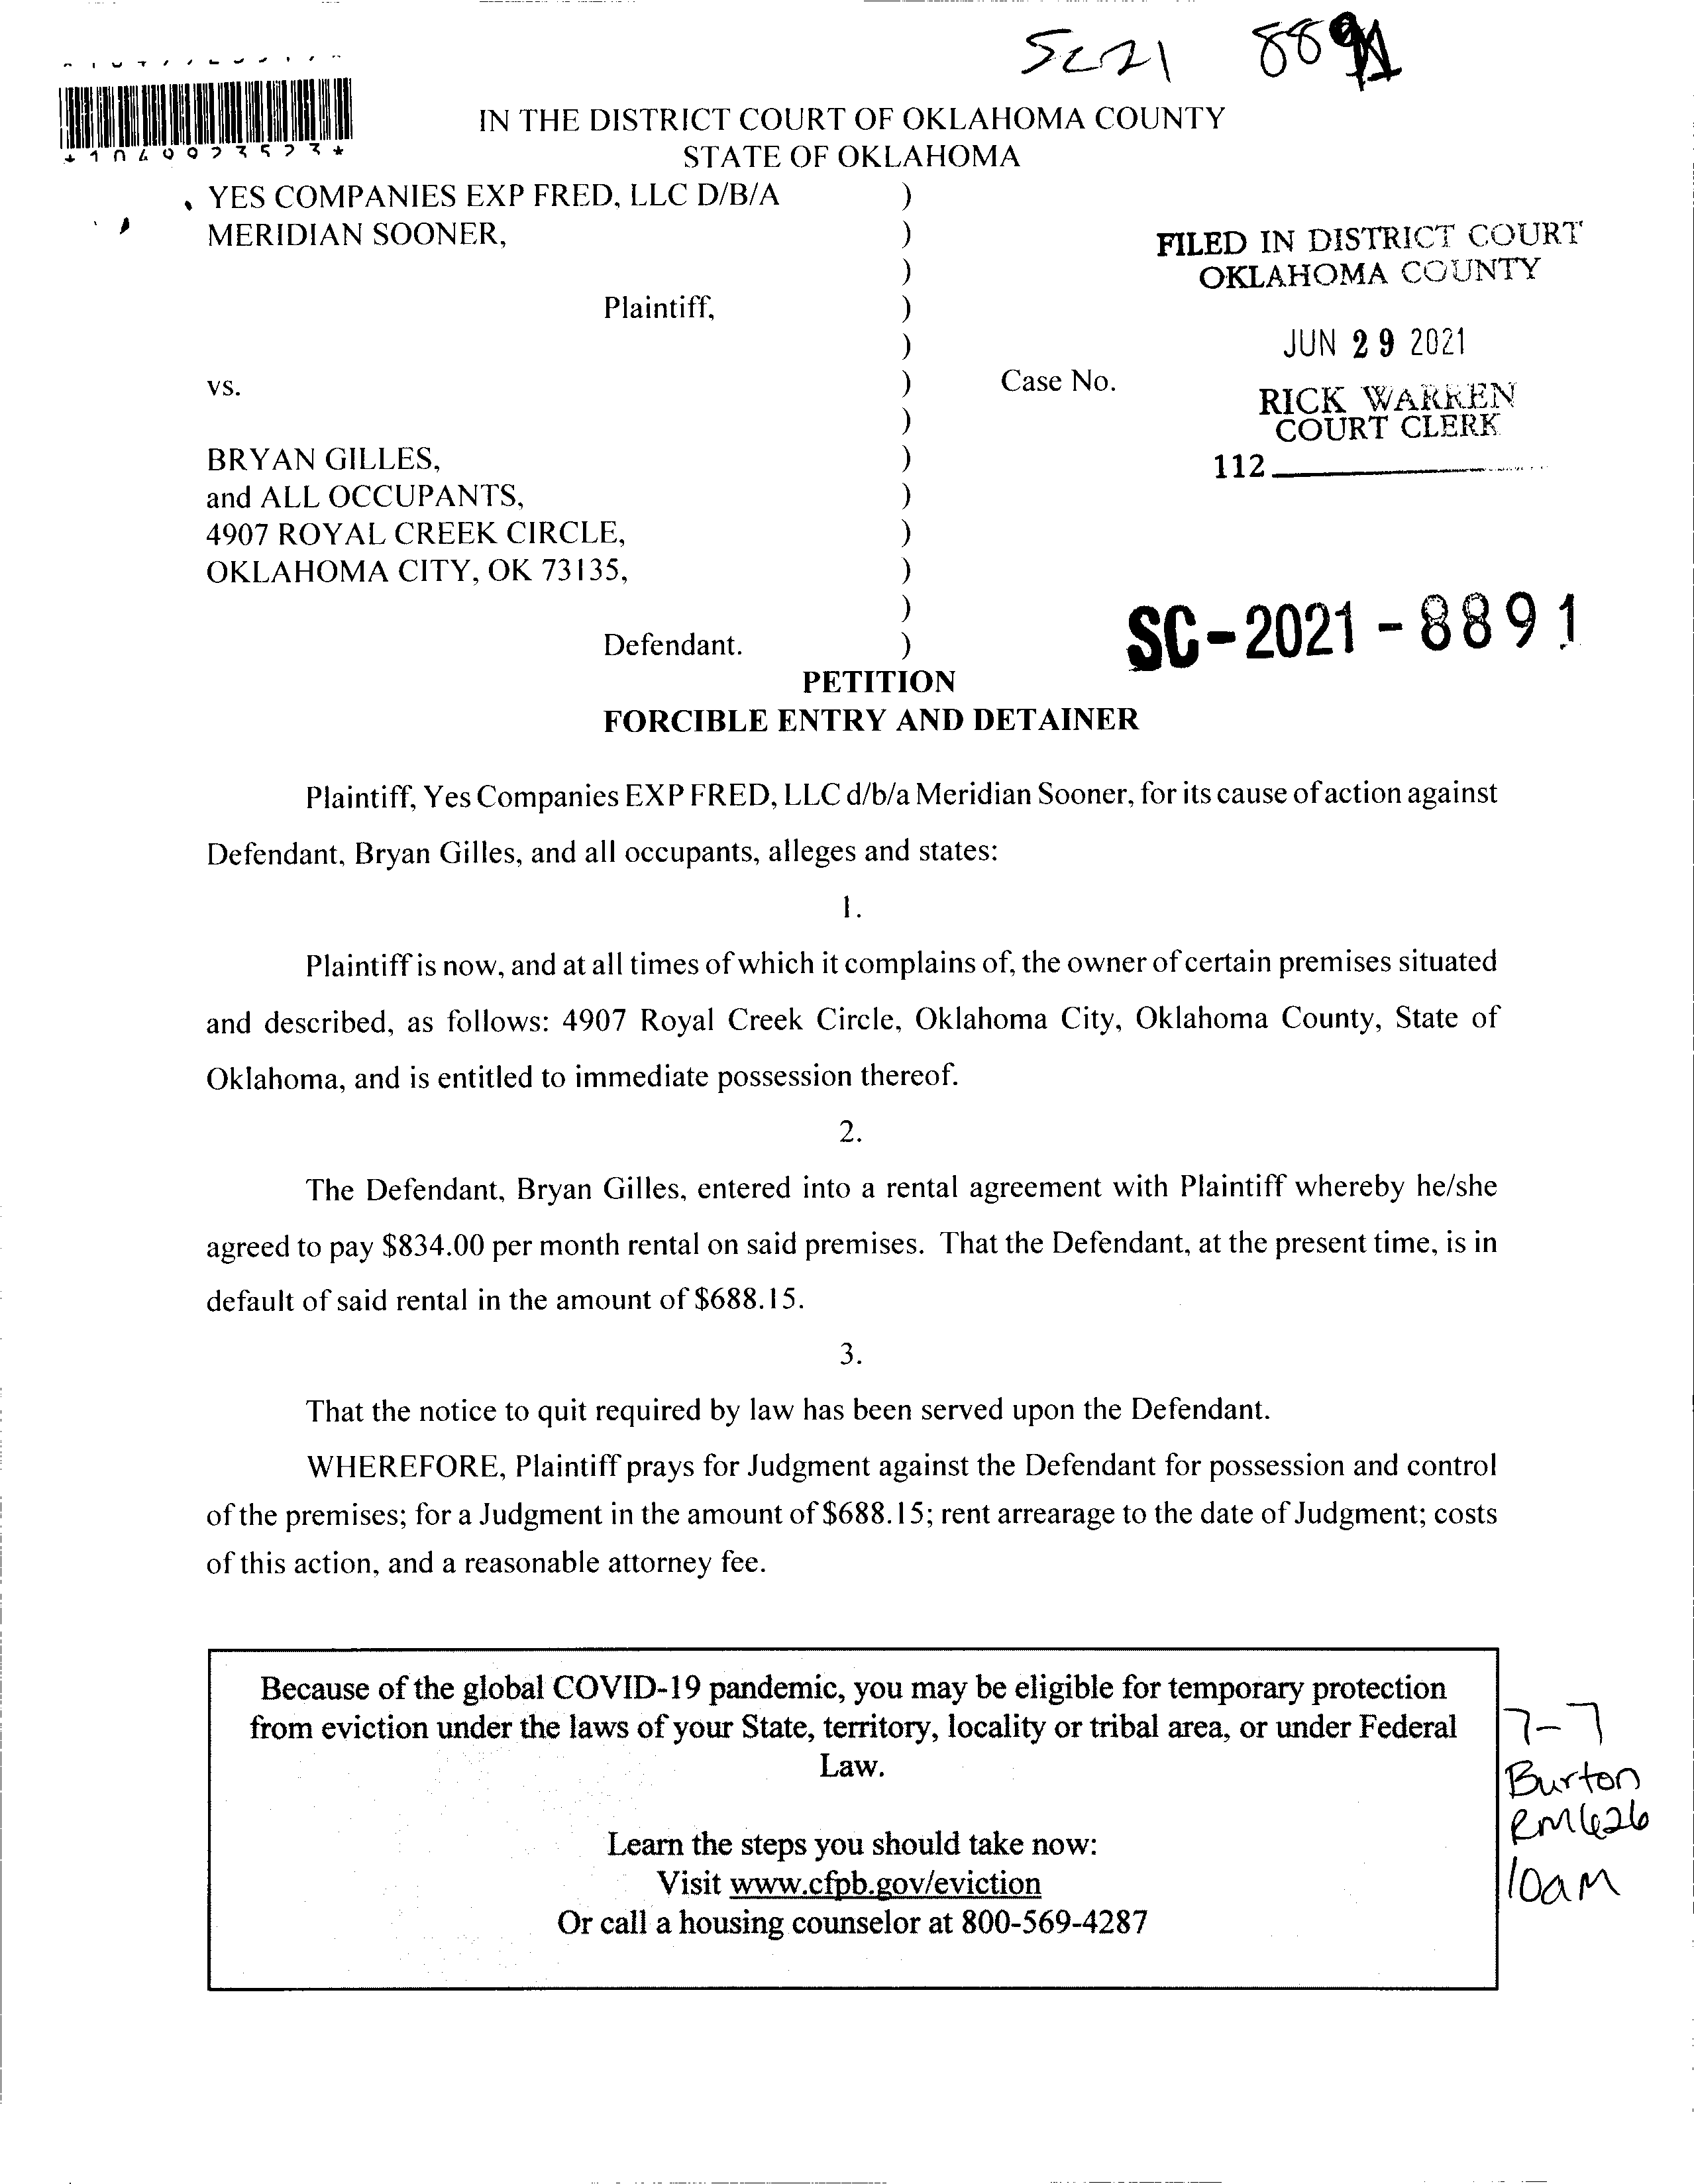 SC21 8891
IN THE DISTRICT COURT OF OKLAHOMA COUNTY
STATE OF OKLAHOMA
YES COMPANIES EXP FRED, LLC D/B/A )
MERIDIAN SOONER, )
)
Plaintiff, )
)
vs. ) Case No.
)
BRYAN GILLES, )
and ALL OCCUPANTS, )
4907 ROYAL CREEK CIRCLE, )
OKLAHOMA CITY, OK 73135, )
)
Defendant. )
FILED IN DISTRICT COURT
OKLAHOMA COUNTY
JUN 29 2021
RICK WARREN
COURT CLERK
112
SC-2021-8891
PETITION
FORCIBLE ENTRY AND DETAINER
Plaintiff, Yes Companies EXP FRED, LLC d/b/a Meridian Sooner, for its cause of action against
Defendant, Bryan Gilles, and all occupants, alleges and states:
1.
Plaintiff is now, and at all times of which it complains of, the owner of certain premises situated
and described, as follows: 4907 Royal Creek Circle, Oklahoma City, Oklahoma County, State of
Oklahoma, and is entitled to immediate possession thereof.
2.
The Defendant, Bryan Gilles, entered into a rental agreement with Plaintiff whereby he/she
agreed to pay $834.00 per month rental on said premises. That the Defendant, at the present time, is in
default of said rental in the amount of $688.15.
3.
That the notice to quit required by law has been served upon the Defendant.
WHEREFORE, Plaintiff prays for Judgment against the Defendant for possession and control
of the premises; for a Judgment in the amount of $688.15; rent arrearage to the date of Judgment; costs
of this action, and a reasonable attorney fee.
Because of the global COVID-19 pandemic, you may be eligible for temporary protection
from eviction under the laws of your State, territory, locality or tribal area, or under Federal
Law.
Learn the steps you should take now:
Visit www.cfpb.gov/eviction
Or call a housing counselor at 800-569-4287
7-7
Burton
RM626
10am